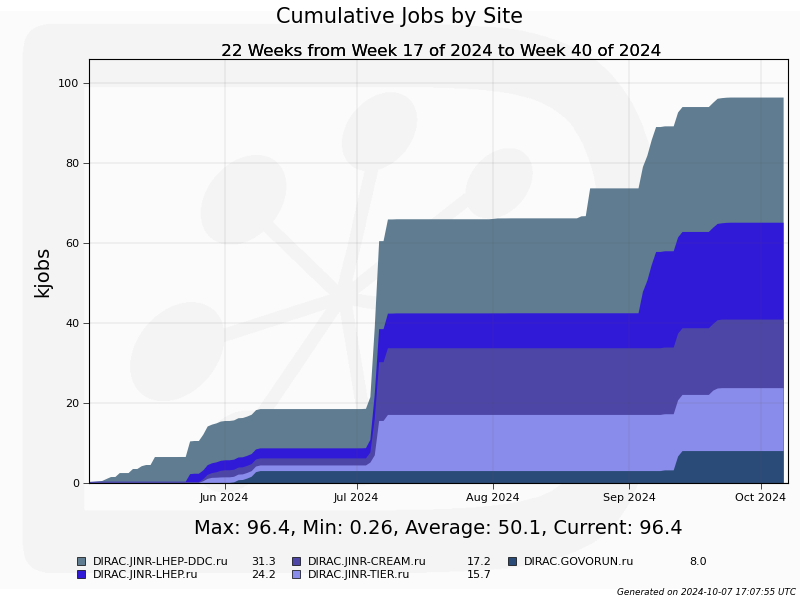 Cumulative Jobs by Site
22 Weeks from Week 17 of 2024 to Week 40 of 2024
100
80
60
40
20
0
kjobs
Jun 2024 Jul 2024 Aug 2024 Sep 2024 Oct 2024
Max: 96.4, Min: 0.26, Average: 50.1, Current: 96.4
DIRAC.JINR-LHEP-DDC.ru 31.3 DIRAC.JINR-CREAM.ru 17.2 DIRAC.GOVORUN.ru 8.0
DIRAC.JINR-LHEP.ru 24.2 DIRAC.JINR-TIER.ru 15.7
Generated on 2024-10-07 17:07:55 UTC